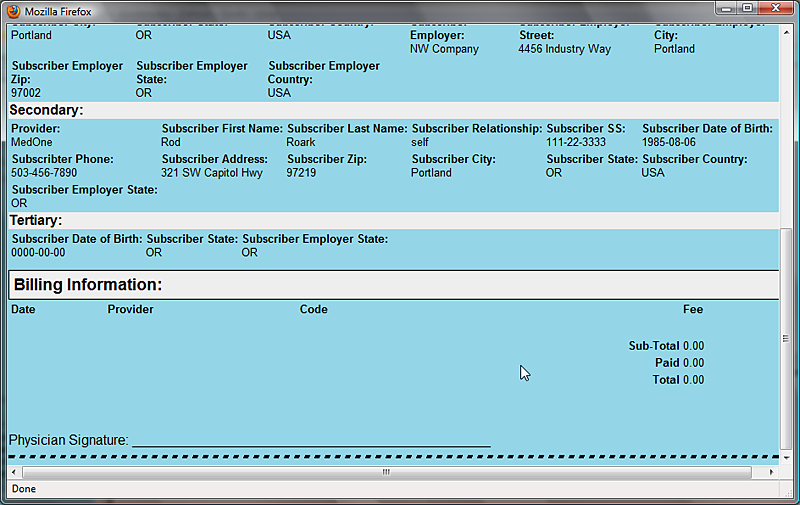 Mozilla Firefox
Subscriber City: Subscriber State: Subscriber Country: Subscriber Subscriber Employer Subscriber Employer
Portland OR USA Employer: Street: City:
NW Company 4456 Industry Way Portland
Subscriber Employer Subscriber Employer Subscriber Employer
Zip: State: Country:
97002 OR USA
Secondary:
Provider: Subscriber First Name: Subscriber Last Name: Subscriber Relationship: Subscriber SS: Subscriber Date of Birth:
MedOne Rod Roark self 111-22-3333 1985-08-06
Subscribter Phone: Subscriber Address: Subscriber Zip: Subscriber City: Subscriber State: Subscriber Country:
503-456-7890 321 SW Capitol Hwy 97219 Portland OR USA
Subscriber Employer State:
OR
Tertiary:
Subscriber Date of Birth: Subscriber State: Subscriber Employer State:
0000-00-00 OR OR
Billing Information:
Date Provider Code Fee
Sub-Total 0.00
Paid 0.00
Total 0.00
Physician Signature:
Done